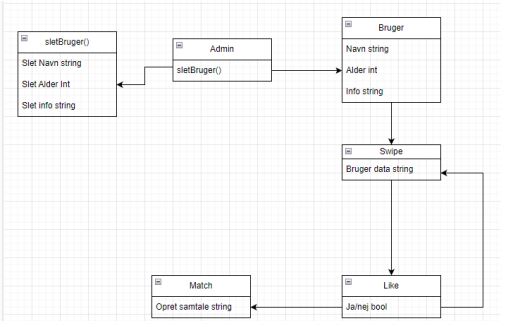 sletBruger()
Slet Navn string
Slet Alder Int
Slet info string
Admin
sletBruger()
Bruger
Navn string
Alder int
Info string
Swipe
Bruger data string
Match
Opret samtale string
Like
Ja/nej bool